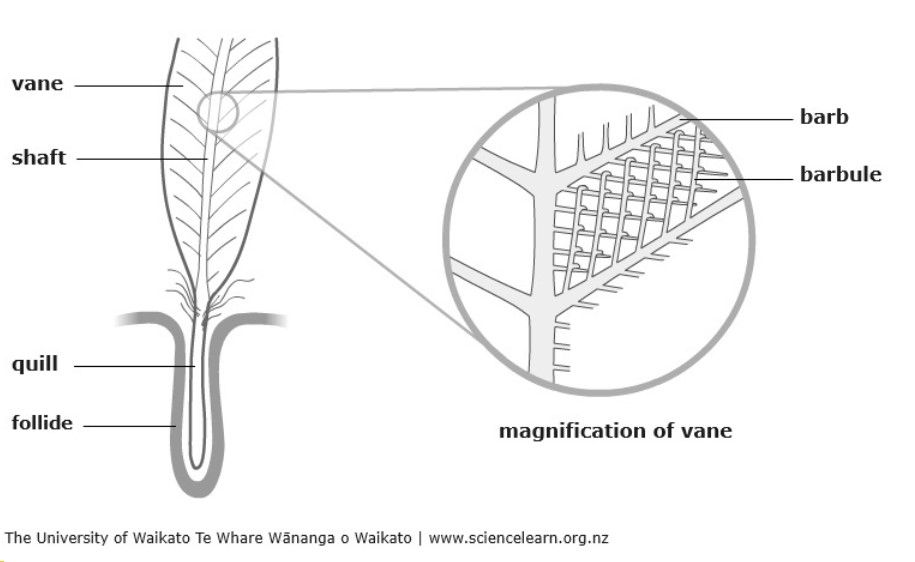 vane
shaft
quill
follide
barb
barbule
magnification of vane
The University of Waikato Te Whare Wānanga o Waikato | www.sciencelearn.org.nz